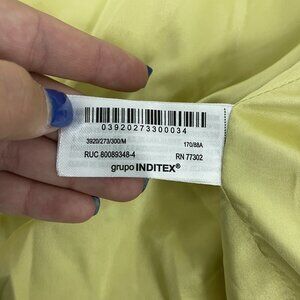 03920273300034
3920/273/300/M 170/88A
RUC 80089348-4 RN 77302
grupo INDITEX®